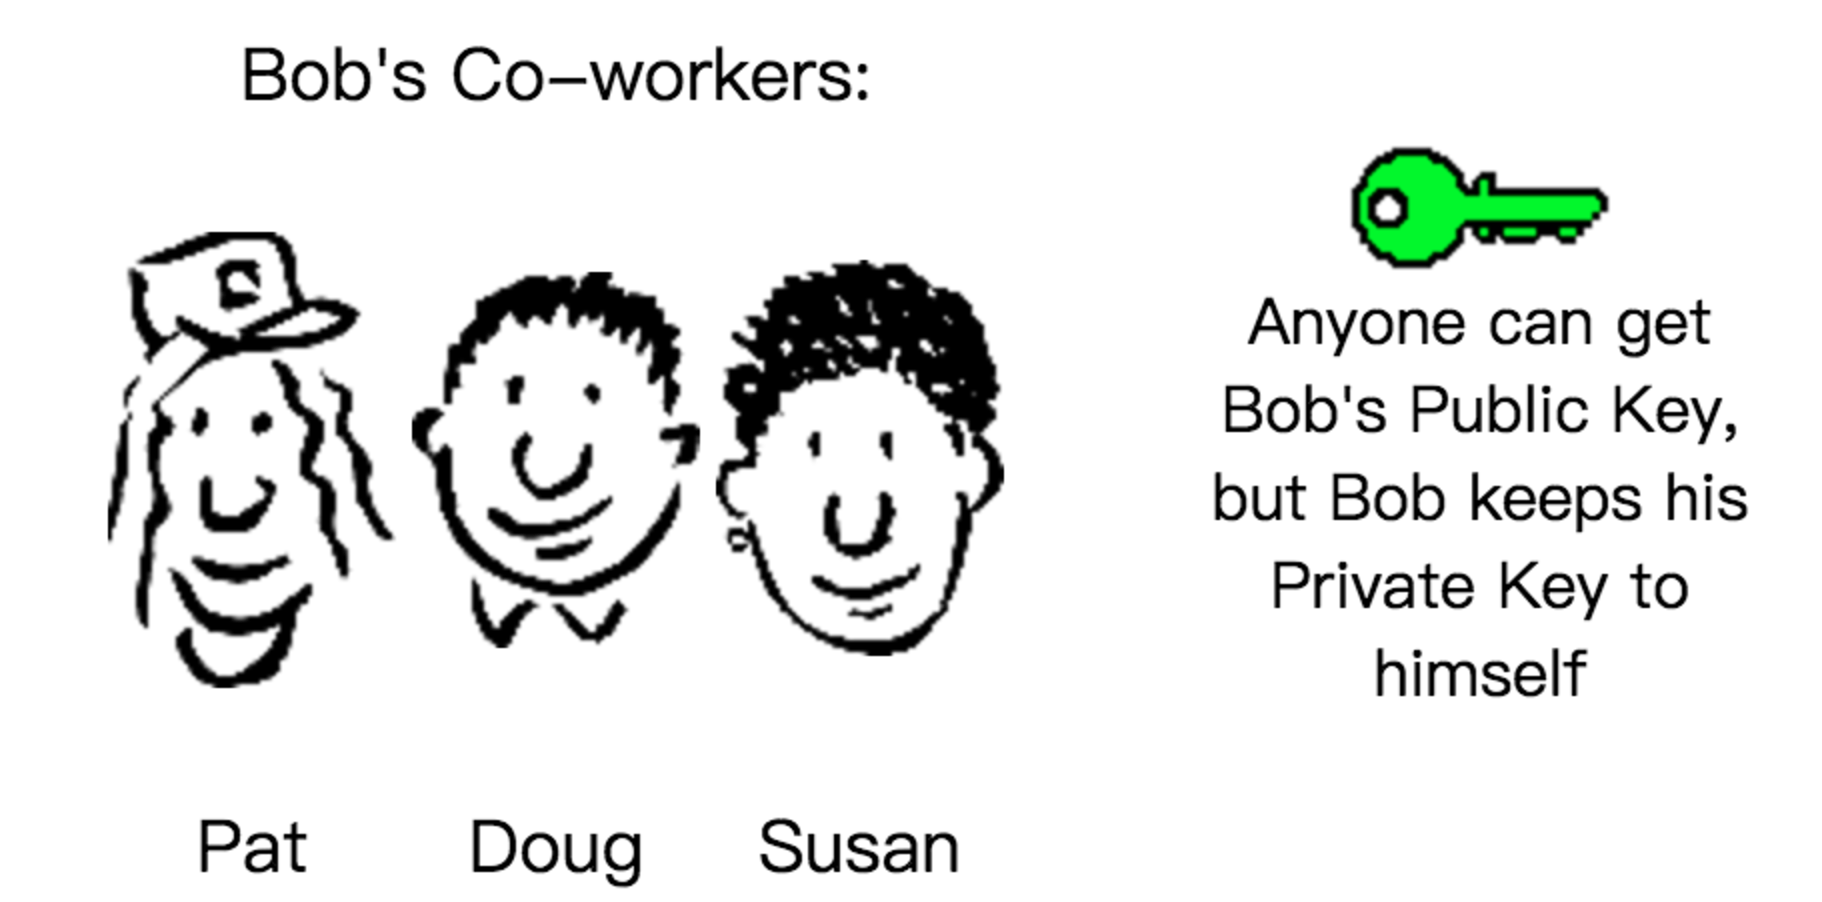 Bob's Co-workers:
Anyone can get
Bob's Public Key,
but Bob keeps his
Private Key to
himself
Pat
Doug
Susan